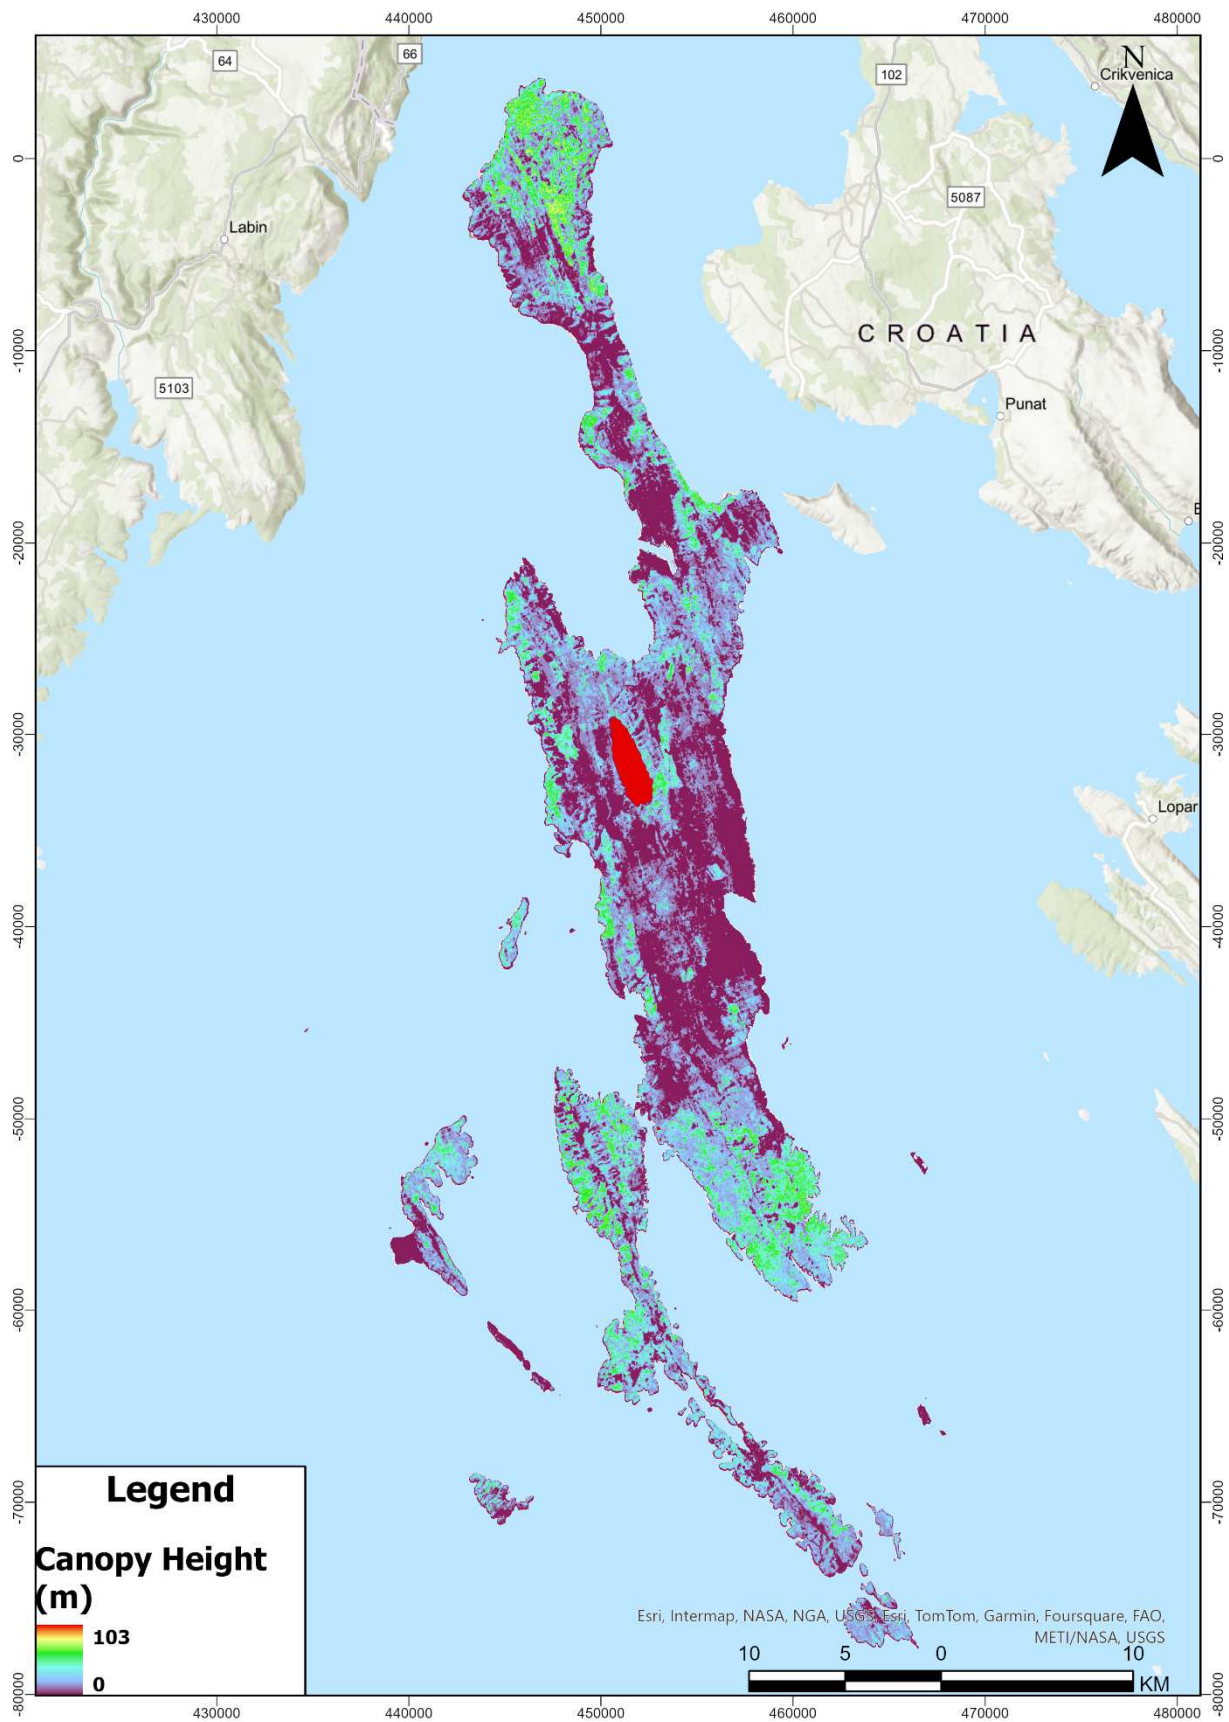 430000 440000 450000 460000 470000 480000
64
66
102
N
Crikvenica
0
0
5087
Labin
CROATIA
-10000
-10000
5103
Punat
-20000
-20000
-30000
-30000
Lopar
-40000
-40000
-50000
-50000
-60000
-60000
Legend
-70000
-70000
Canopy Height
(m)
103
0
Esri, Intermap, NASA, NGA, USGS, Esri, TomTom, Garmin, Foursquare, FAO,
METI/NASA, USGS
10 5 0 10
KM
-80000
-80000
430000 440000 450000 460000 470000 480000